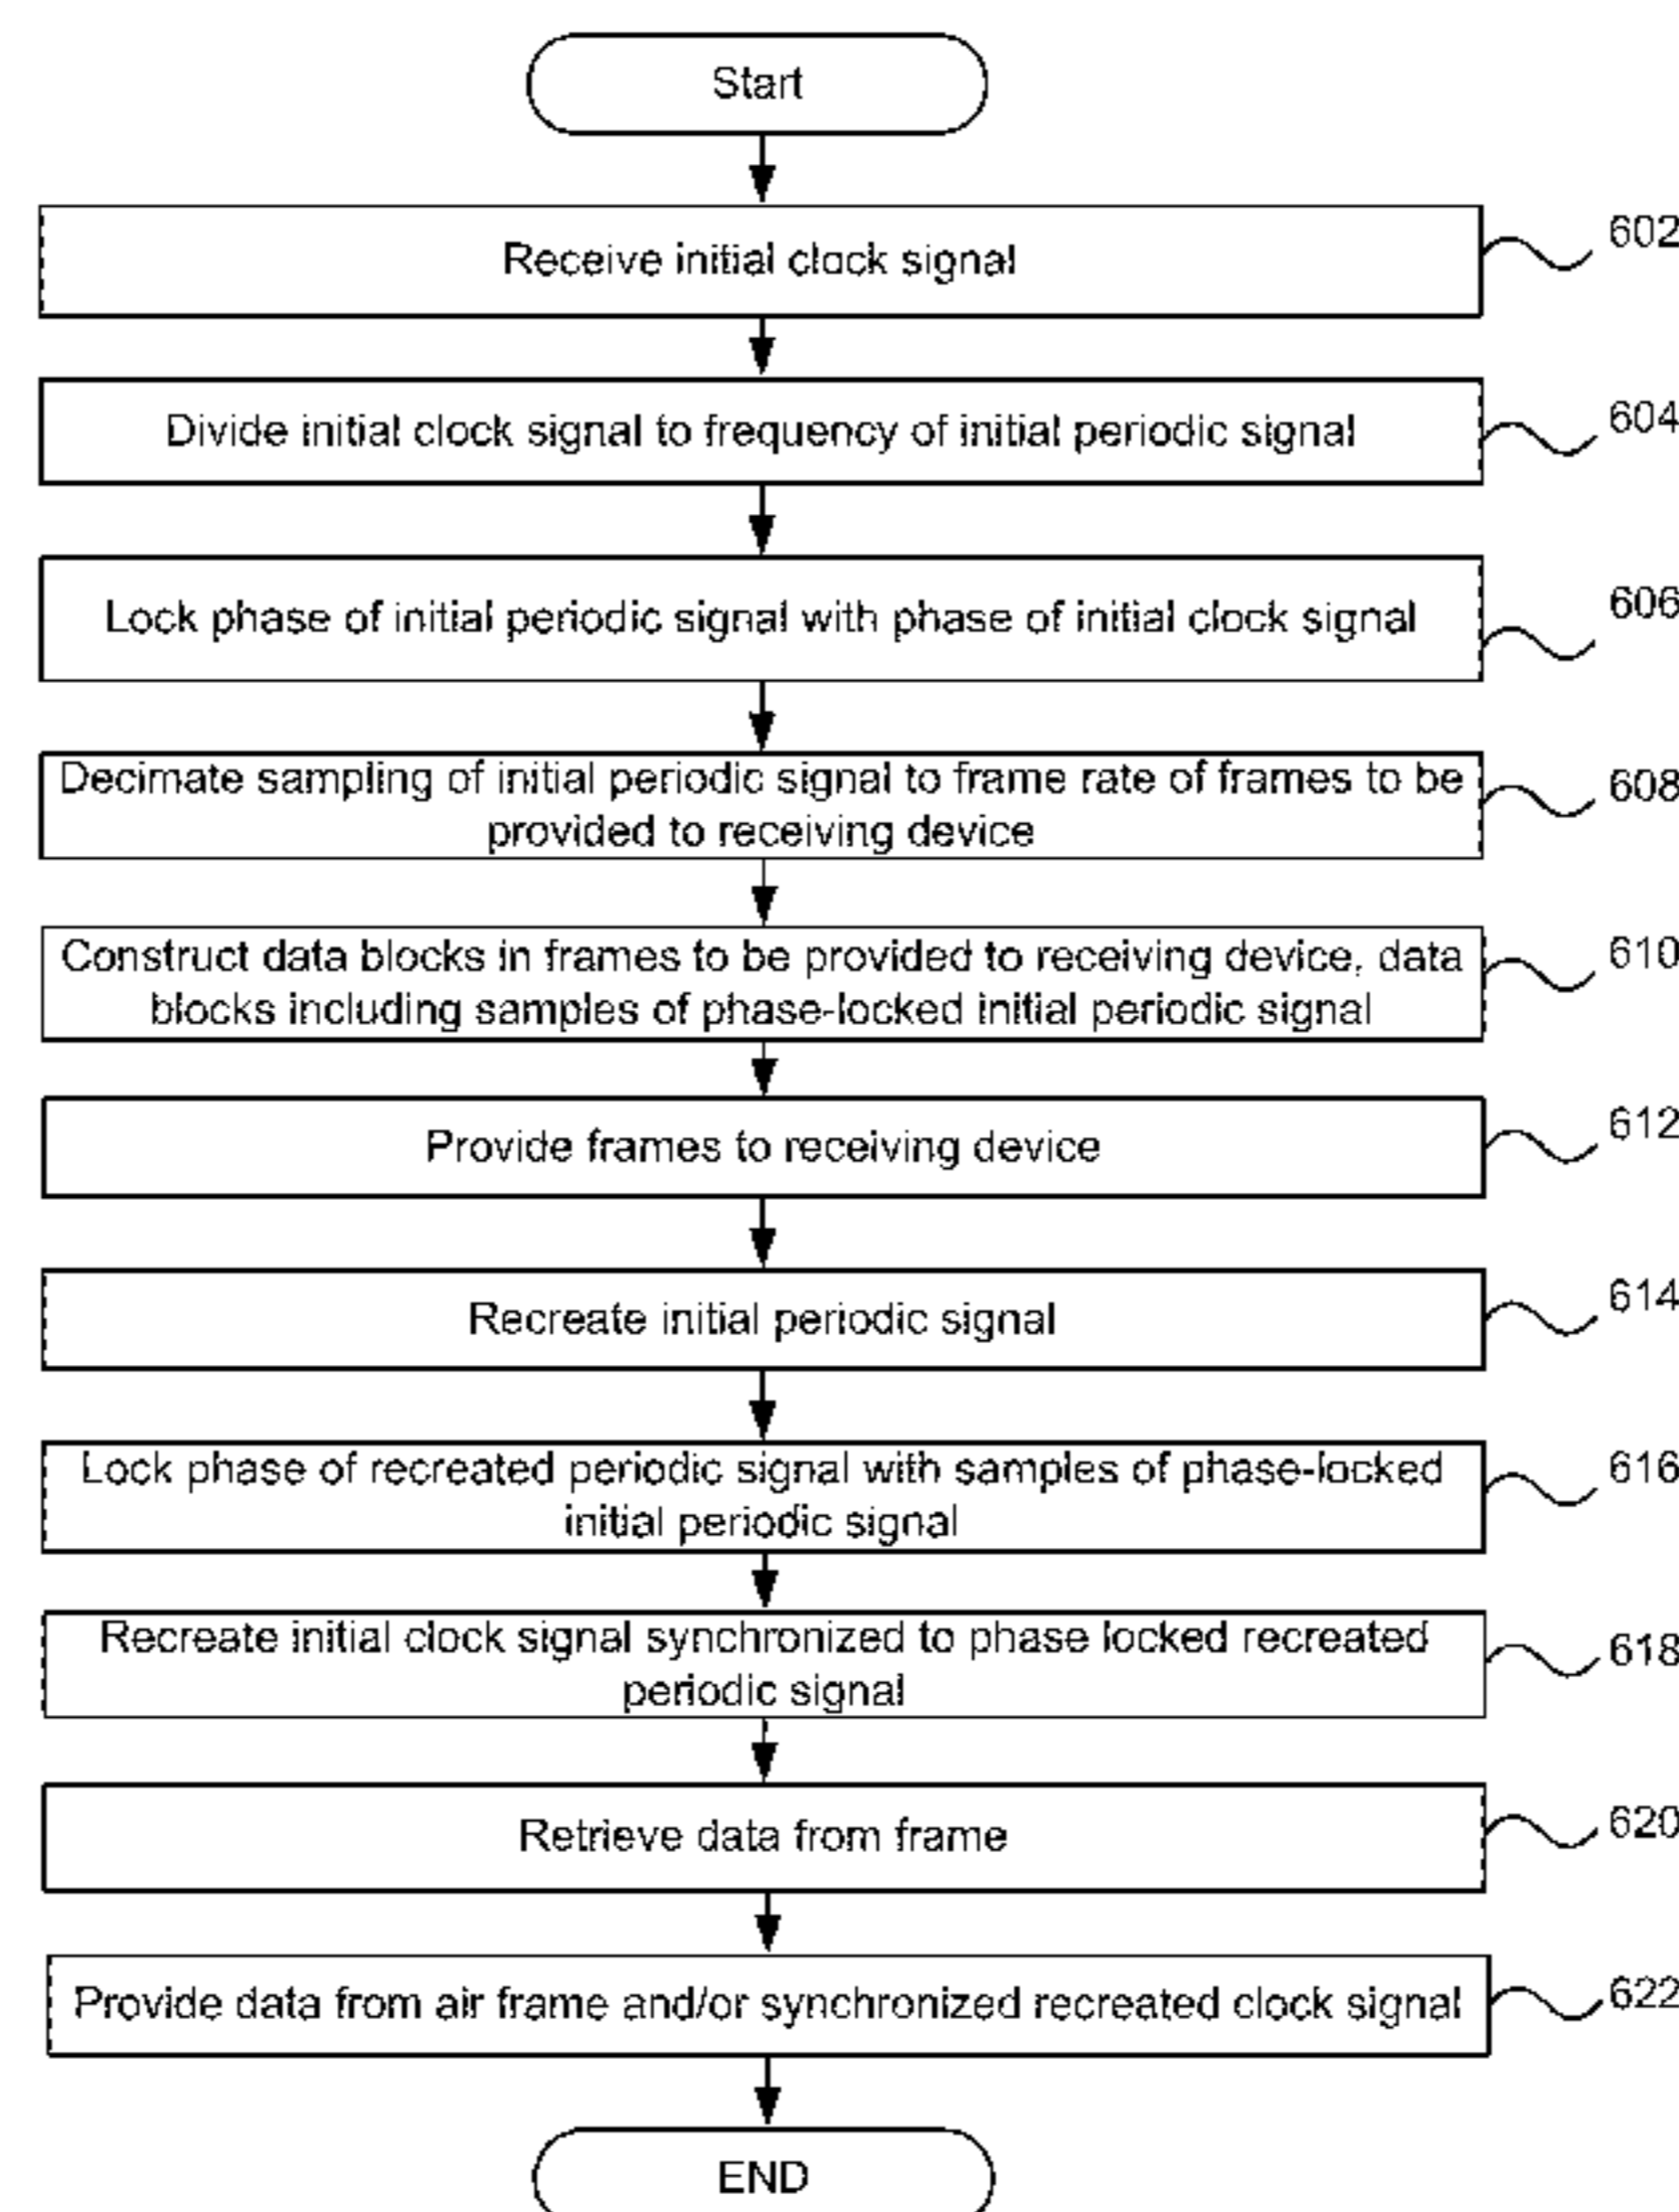 Start
Receive initial clock signal
602
Divide initial clock signal to frequency of initial periodic signal
604
Lock phase of initial periodic signal with phase of initial clock signal
606
Decimate sampling of initial periodic signal to frame rate of frames to be
provided to receiving device
608
Construct data blocks in frames to be provided to receiving device, data
blocks including samples of phase-locked initial periodic signal
610
Provide frames to receiving device
612
Recreate initial periodic signal
614
Lock phase of recreated periodic signal with samples of phase-locked
initial periodic signal
616
Recreate initial clock signal synchronized to phase locked recreated
periodic signal
618
Retrieve data from frame
620
Provide data from air frame and/or synchronized recreated clock signal
622
END